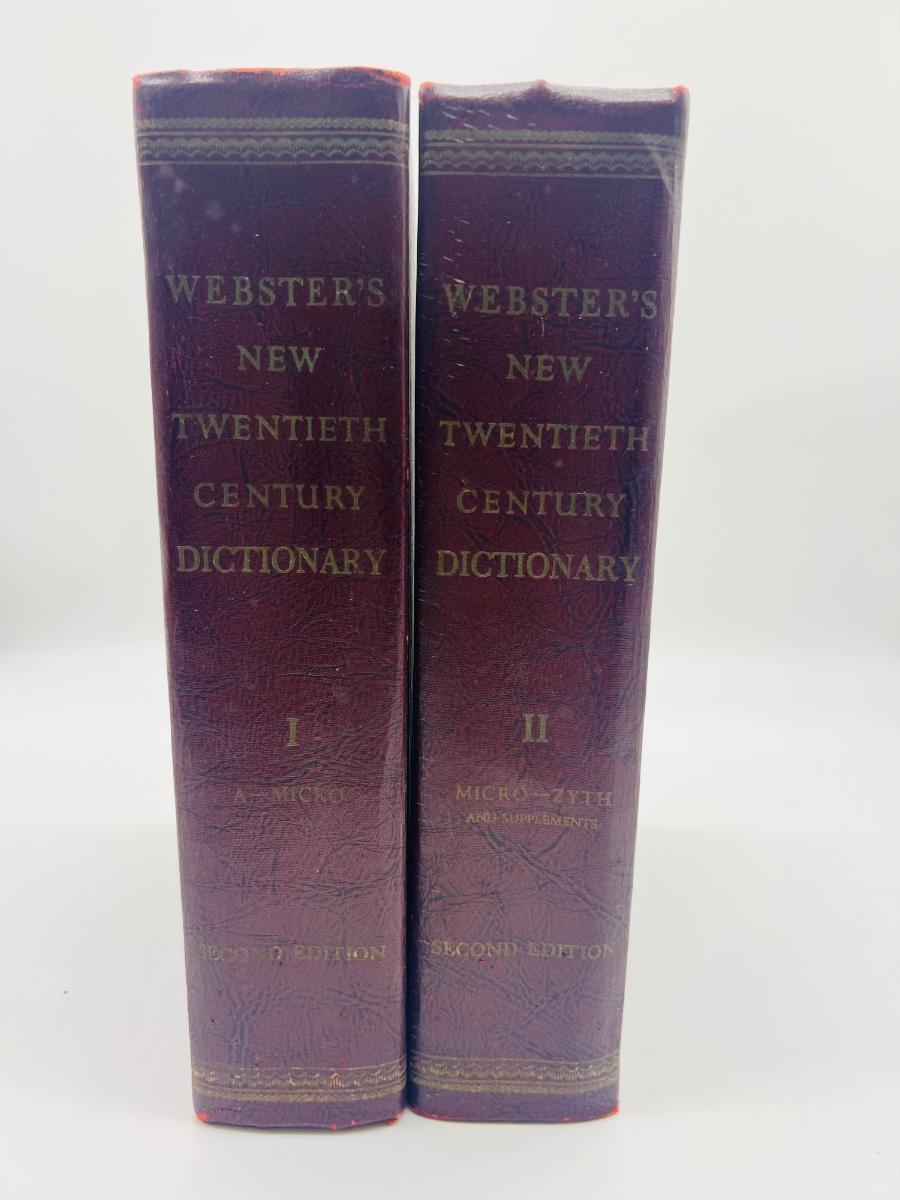 WEBSTER'S
NEW
TWENTIETH
CENTURY
DICTIONARY
I
A—MICRO
SECOND EDITION
WEBSTER'S
NEW
TWENTIETH
CENTURY
DICTIONARY
II
MICRO—ZYTH
AND SUPPLEMENTS
SECOND EDITION